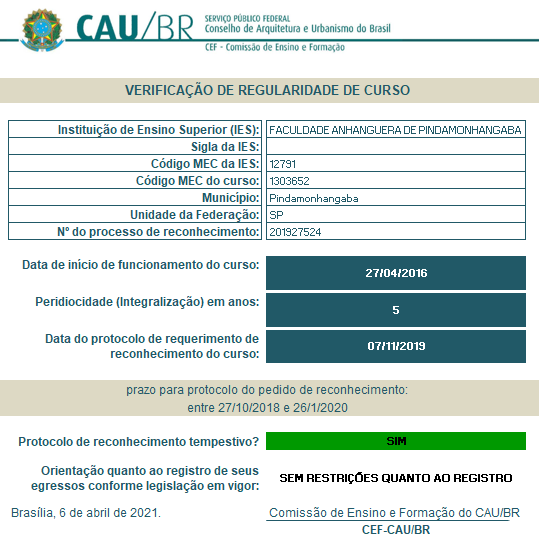 CAU/BR
SERVIÇO PÚBLICO FEDERAL
Conselho de Arquitetura e Urbanismo do Brasil
CEF - Comissão de Ensino e Formação
VERIFICAÇÃO DE REGULARIDADE DE CURSO
Instituição de Ensino Superior (IES): FACULDADE ANHANGUERA DE PINDAMONHANGABA
Sigla da IES:
Código MEC da IES: 12791
Código MEC do curso: 1303652
Município: Pindamonhangaba
Unidade da Federação: SP
Nº do processo de reconhecimento: 201927524
Data de início de funcionamento do curso: 27/04/2016
Peridiocidade (Integralização) em anos: 5
Data do protocolo de requerimento de
reconhecimento do curso: 07/11/2019
prazo para protocolo do pedido de reconhecimento:
entre 27/10/2018 e 26/1/2020
Protocolo de reconhecimento tempestivo? SIM
Orientação quanto ao registro de seus
egressos conforme legislação em vigor: SEM RESTRIÇÕES QUANTO AO REGISTRO
Brasília, 6 de abril de 2021. Comissão de Ensino e Formação do CAU/BR
CEF-CAU/BR